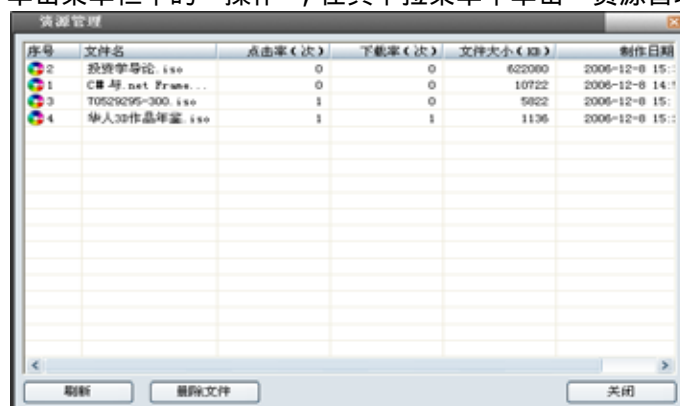 单击菜单栏中的“操作”，在其下拉菜单中单击“资源管
资源管理
序号 文件名 点击率(次) 下载率(次) 文件大小(KB) 制作日期
2 投资学导论.iso 0 0 622080 2006-12-8 15:
1 C#与.net Frame... 0 0 10722 2006-12-8 14:
3 T0529295-300.iso 1 0 5822 2006-12-8 15:
4 华人3D作品年鉴.iso 1 1 1136 2006-12-8 15:
刷新 删除文件 关闭